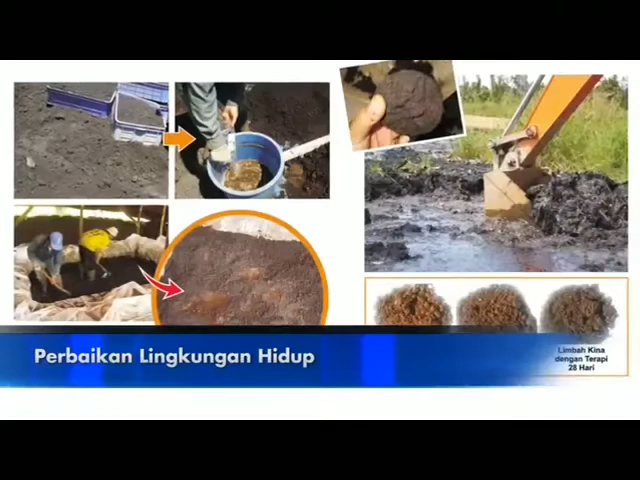 Perbaikan Lingkungan Hidup
Limbah Kina
dengan Terapi
28 Hari